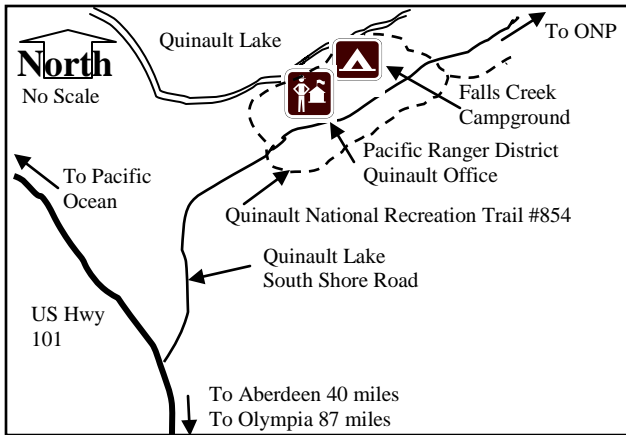 North
No Scale
Quinault Lake
To ONP
Falls Creek
Campground
Pacific Ranger District
Quinault Office
To Pacific
Ocean
Quinault National Recreation Trail #854
Quinault Lake
South Shore Road
US Hwy
101
To Aberdeen 40 miles
To Olympia 87 miles